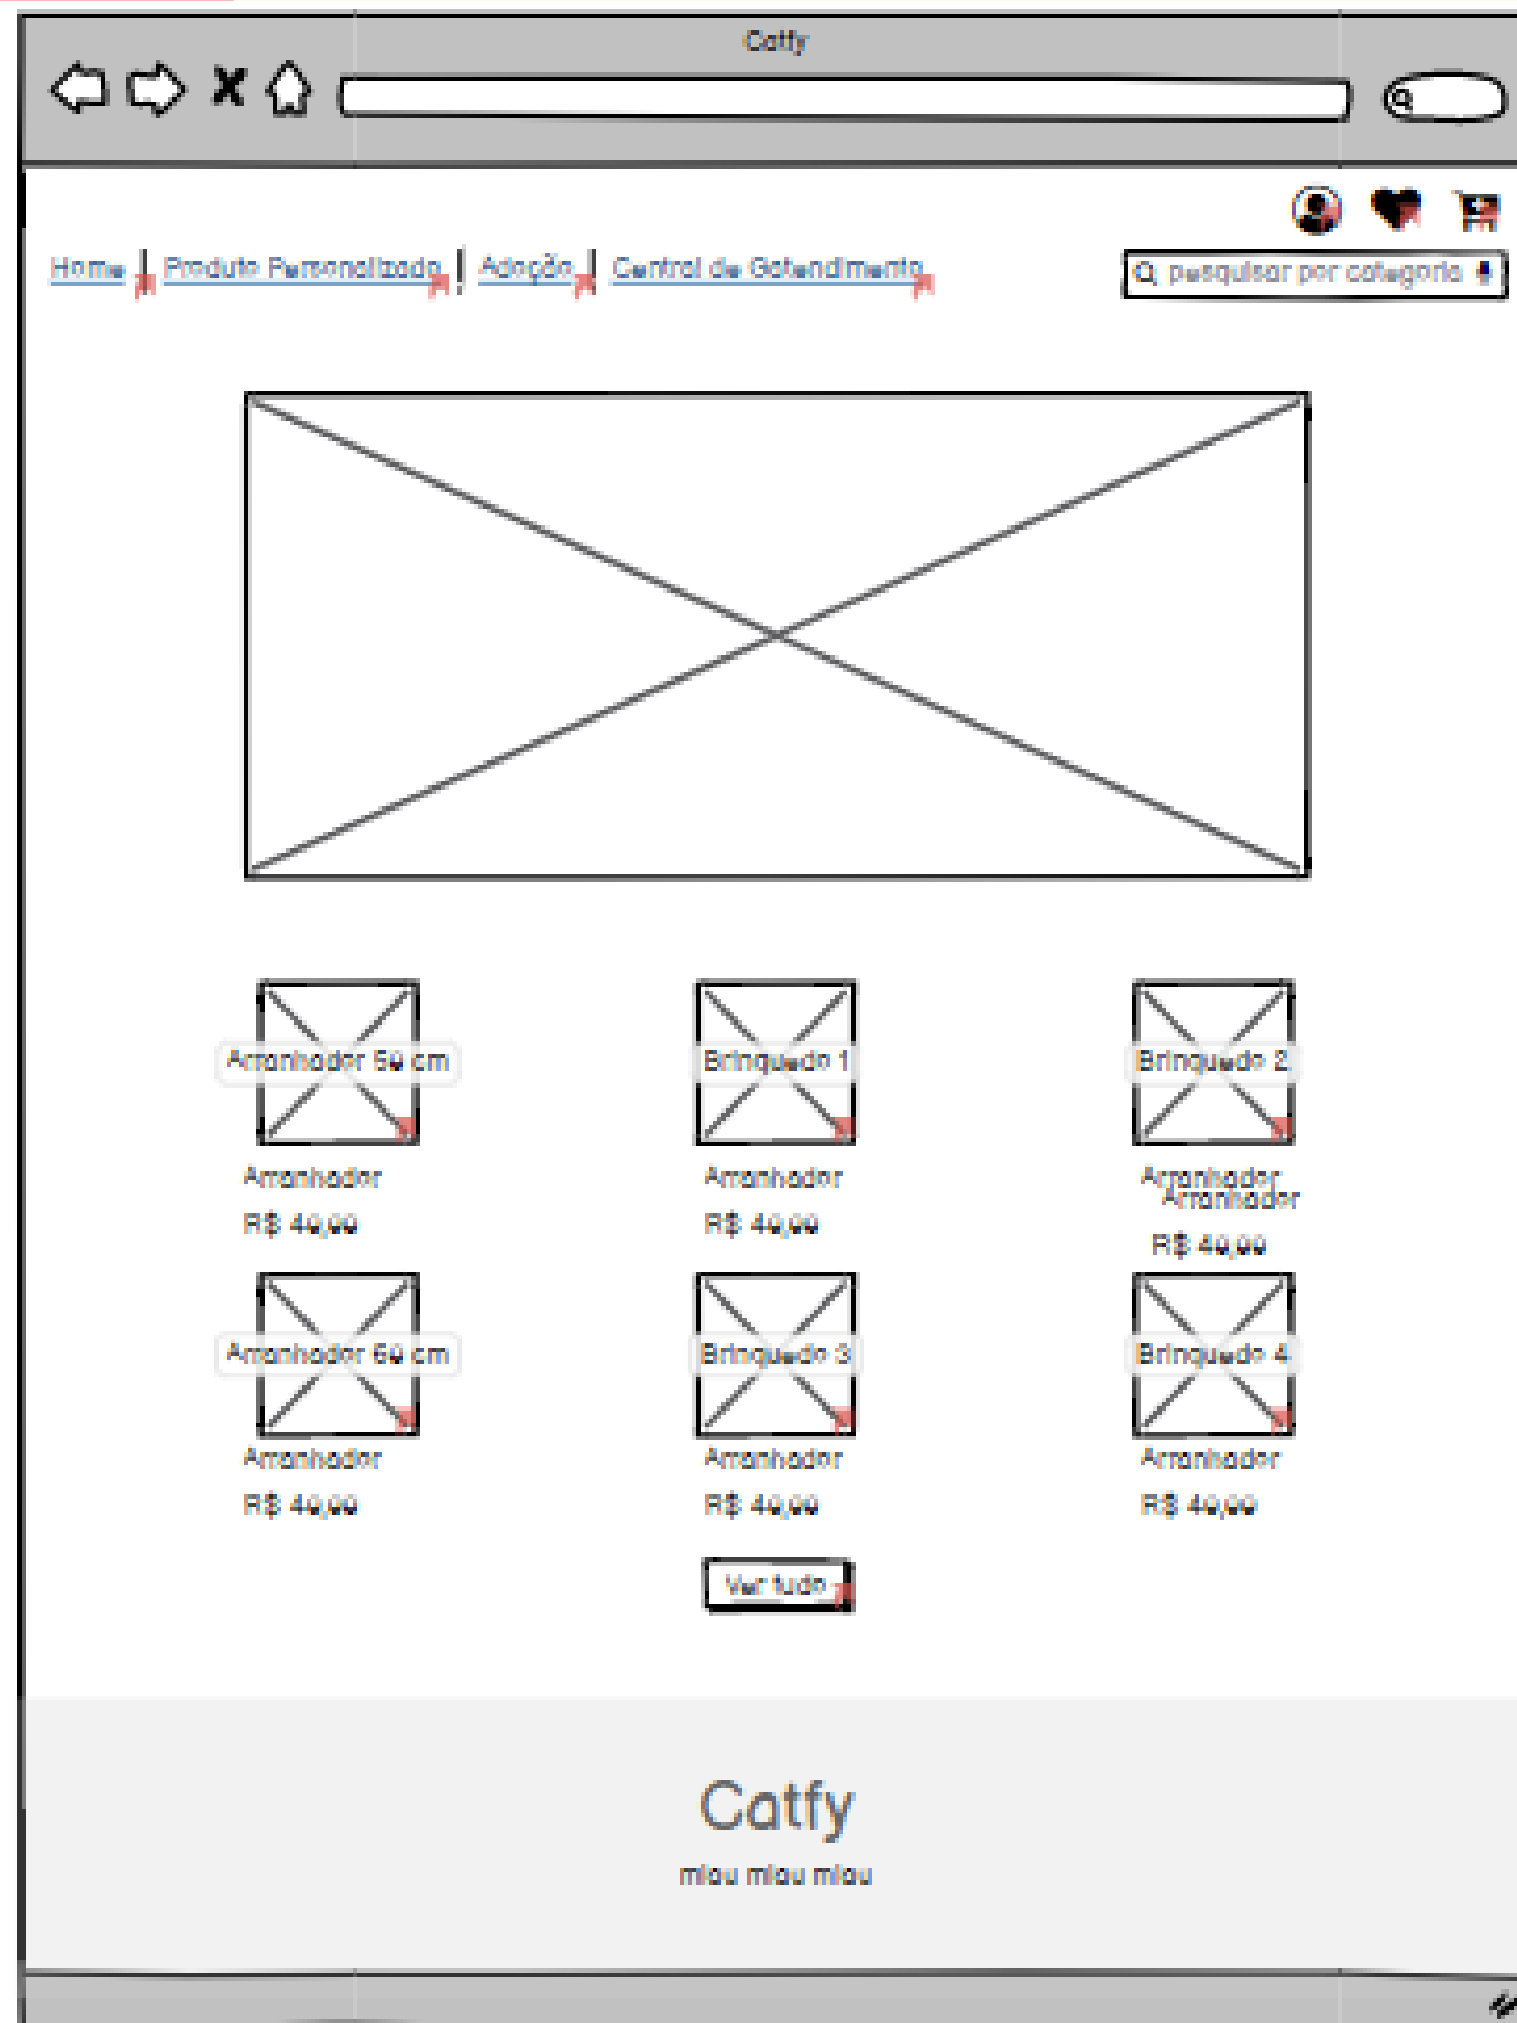 Catfy
Home | Produto Personalizado | Adoção | Central de Gatendimento
pesquisar por categoria
Arranhador 50 cm
Brinquedo 1
Brinquedo 2
Arranhador
Arranhador
Arranhador
Arranhador
R$ 40,00
R$ 40,00
R$ 40,00
Arranhador 60 cm
Brinquedo 3
Brinquedo 4
Arranhador
Arranhador
Arranhador
R$ 40,00
R$ 40,00
R$ 40,00
Ver tudo
Catfy
miau miau miau